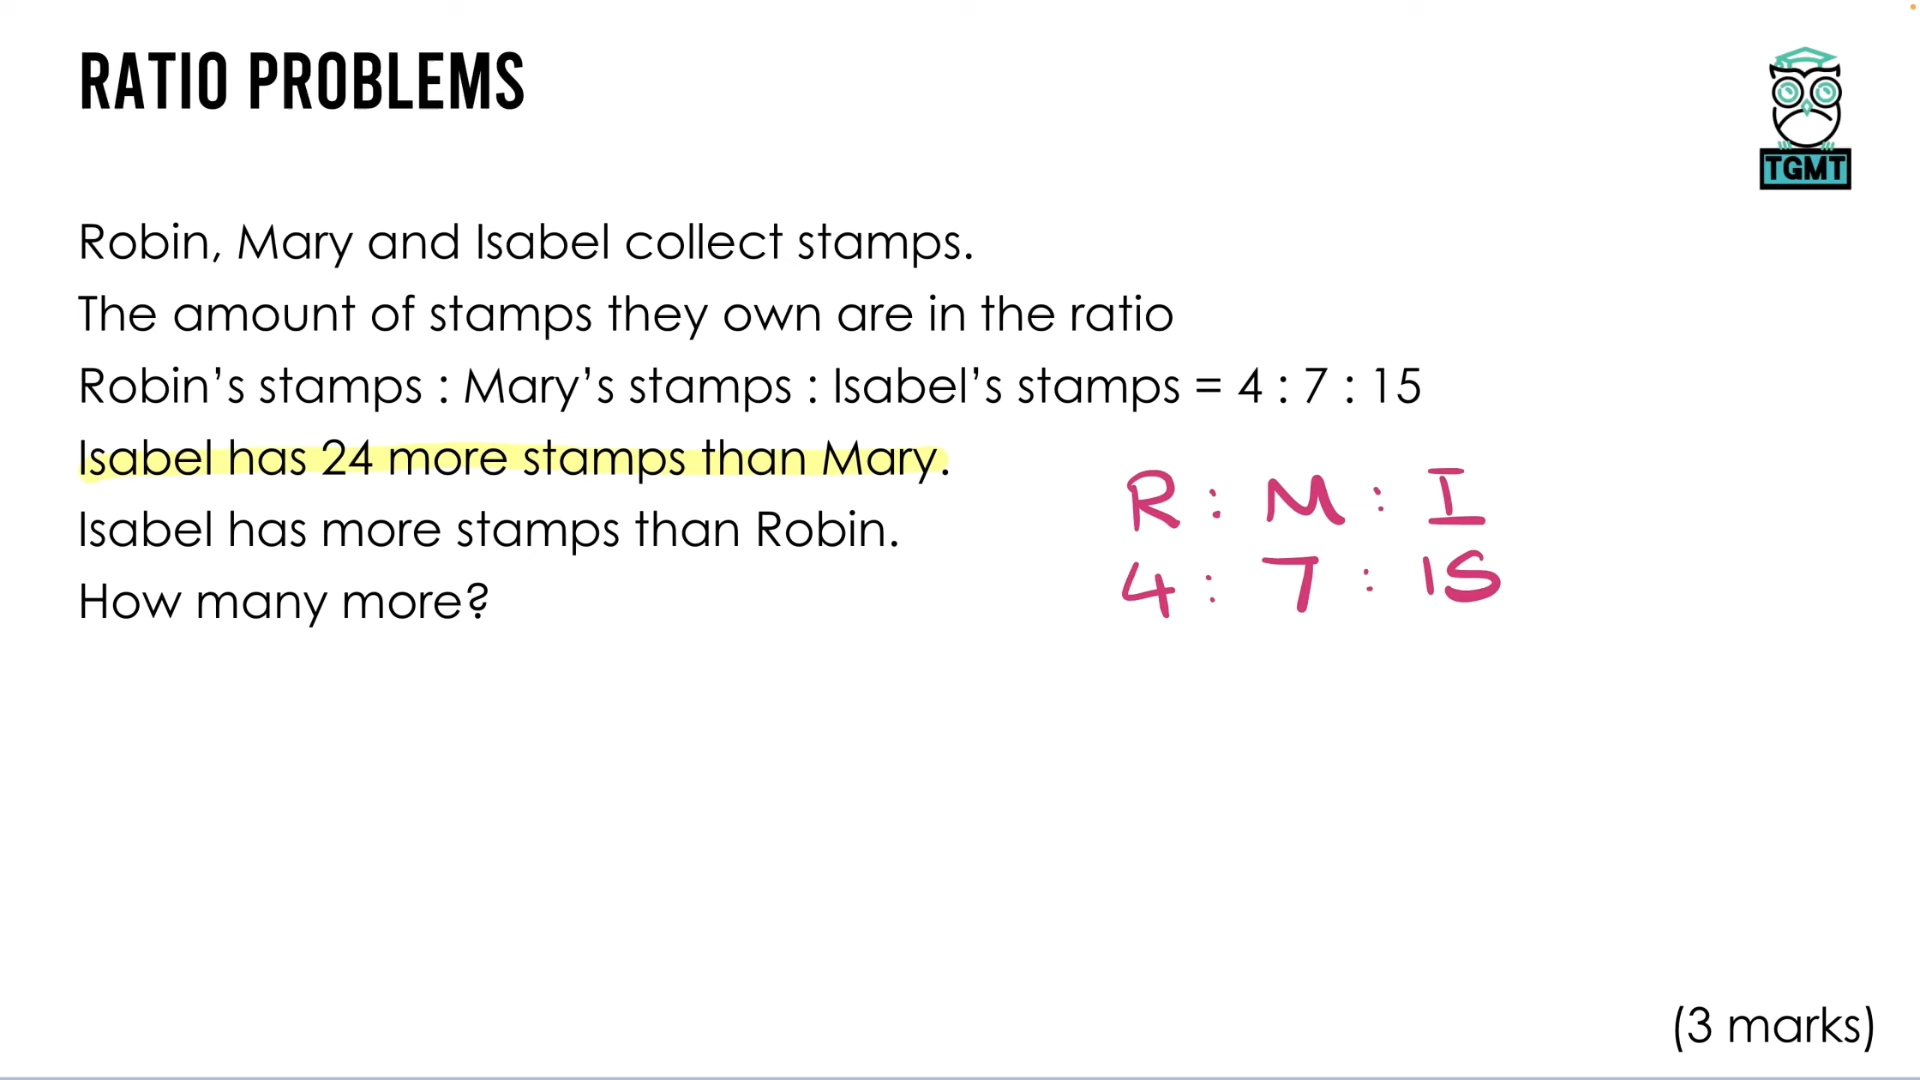 RATIO PROBLEMS
TGMT
Robin, Mary and Isabel collect stamps.
The amount of stamps they own are in the ratio
Robin’s stamps : Mary’s stamps : Isabel’s stamps = 4 : 7 : 15
Isabel has 24 more stamps than Mary.
Isabel has more stamps than Robin.
How many more?
R : M : I
4 : 7 : 15
(3 marks)